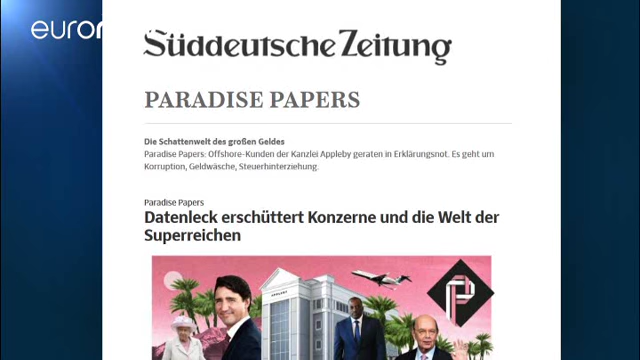 euron
Süddeutsche Zeitung
PARADISE PAPERS
Die Schattenwelt des großen Geldes
Paradise Papers: Offshore-Kunden der Kanzlei Appleby geraten in Erklärungsnot. Es geht um
Korruption, Geldwäsche, Steuerhinterziehung.
Paradise Papers
Datenleck erschüttert Konzerne und die Welt der
Superreichen
APPLEBY